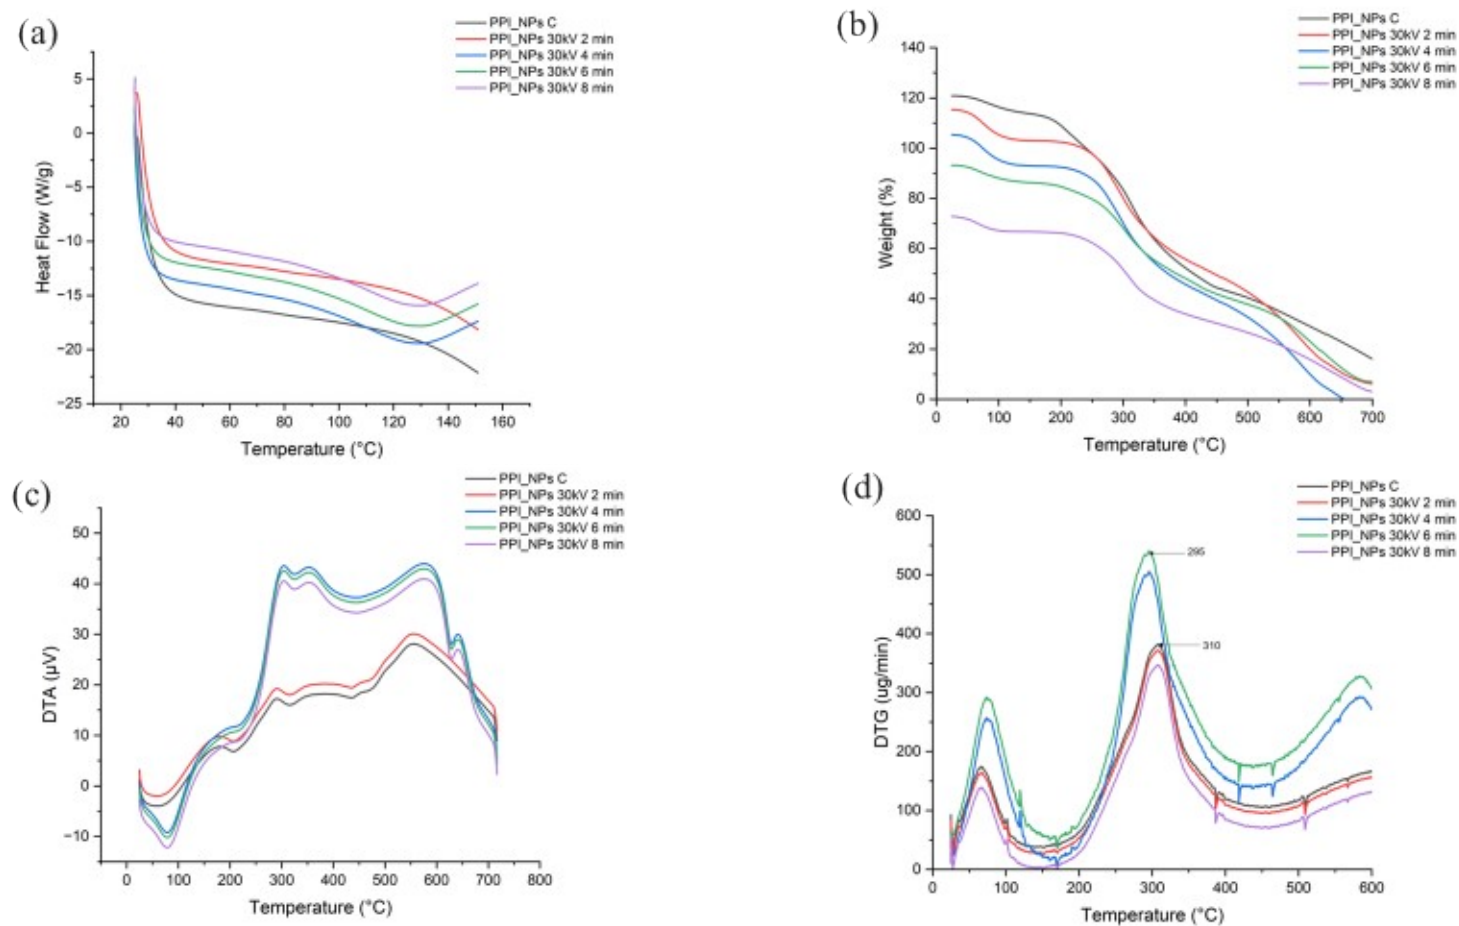 (a)
PPI_NPs C
PPI_NPs 30kV 2 min
PPI_NPs 30kV 4 min
PPI_NPs 30kV 6 min
PPI_NPs 30kV 8 min
5
0
−5
−10
−15
−20
−25
Heat Flow (W/g)
20
40
60
80
100
120
140
160
Temperature (°C)
(b)
PPI_NPs C
PPI_NPs 30kV 2 min
PPI_NPs 30kV 4 min
PPI_NPs 30kV 6 min
PPI_NPs 30kV 8 min
140
120
100
80
60
40
20
0
Weight (%)
0
100
200
300
400
500
600
700
Temperature (°C)
(c)
PPI_NPs C
PPI_NPs 30kV 2 min
PPI_NPs 30kV 4 min
PPI_NPs 30kV 6 min
PPI_NPs 30kV 8 min
50
40
30
20
10
0
−10
DTA (µV)
0
100
200
300
400
500
600
700
800
Temperature (°C)
(d)
PPI_NPs C
PPI_NPs 30kV 2 min
PPI_NPs 30kV 4 min
PPI_NPs 30kV 6 min
PPI_NPs 30kV 8 min
600
500
400
300
200
100
0
DTG (ug/min)
295
310
0
100
200
300
400
500
600
Temperature (°C)